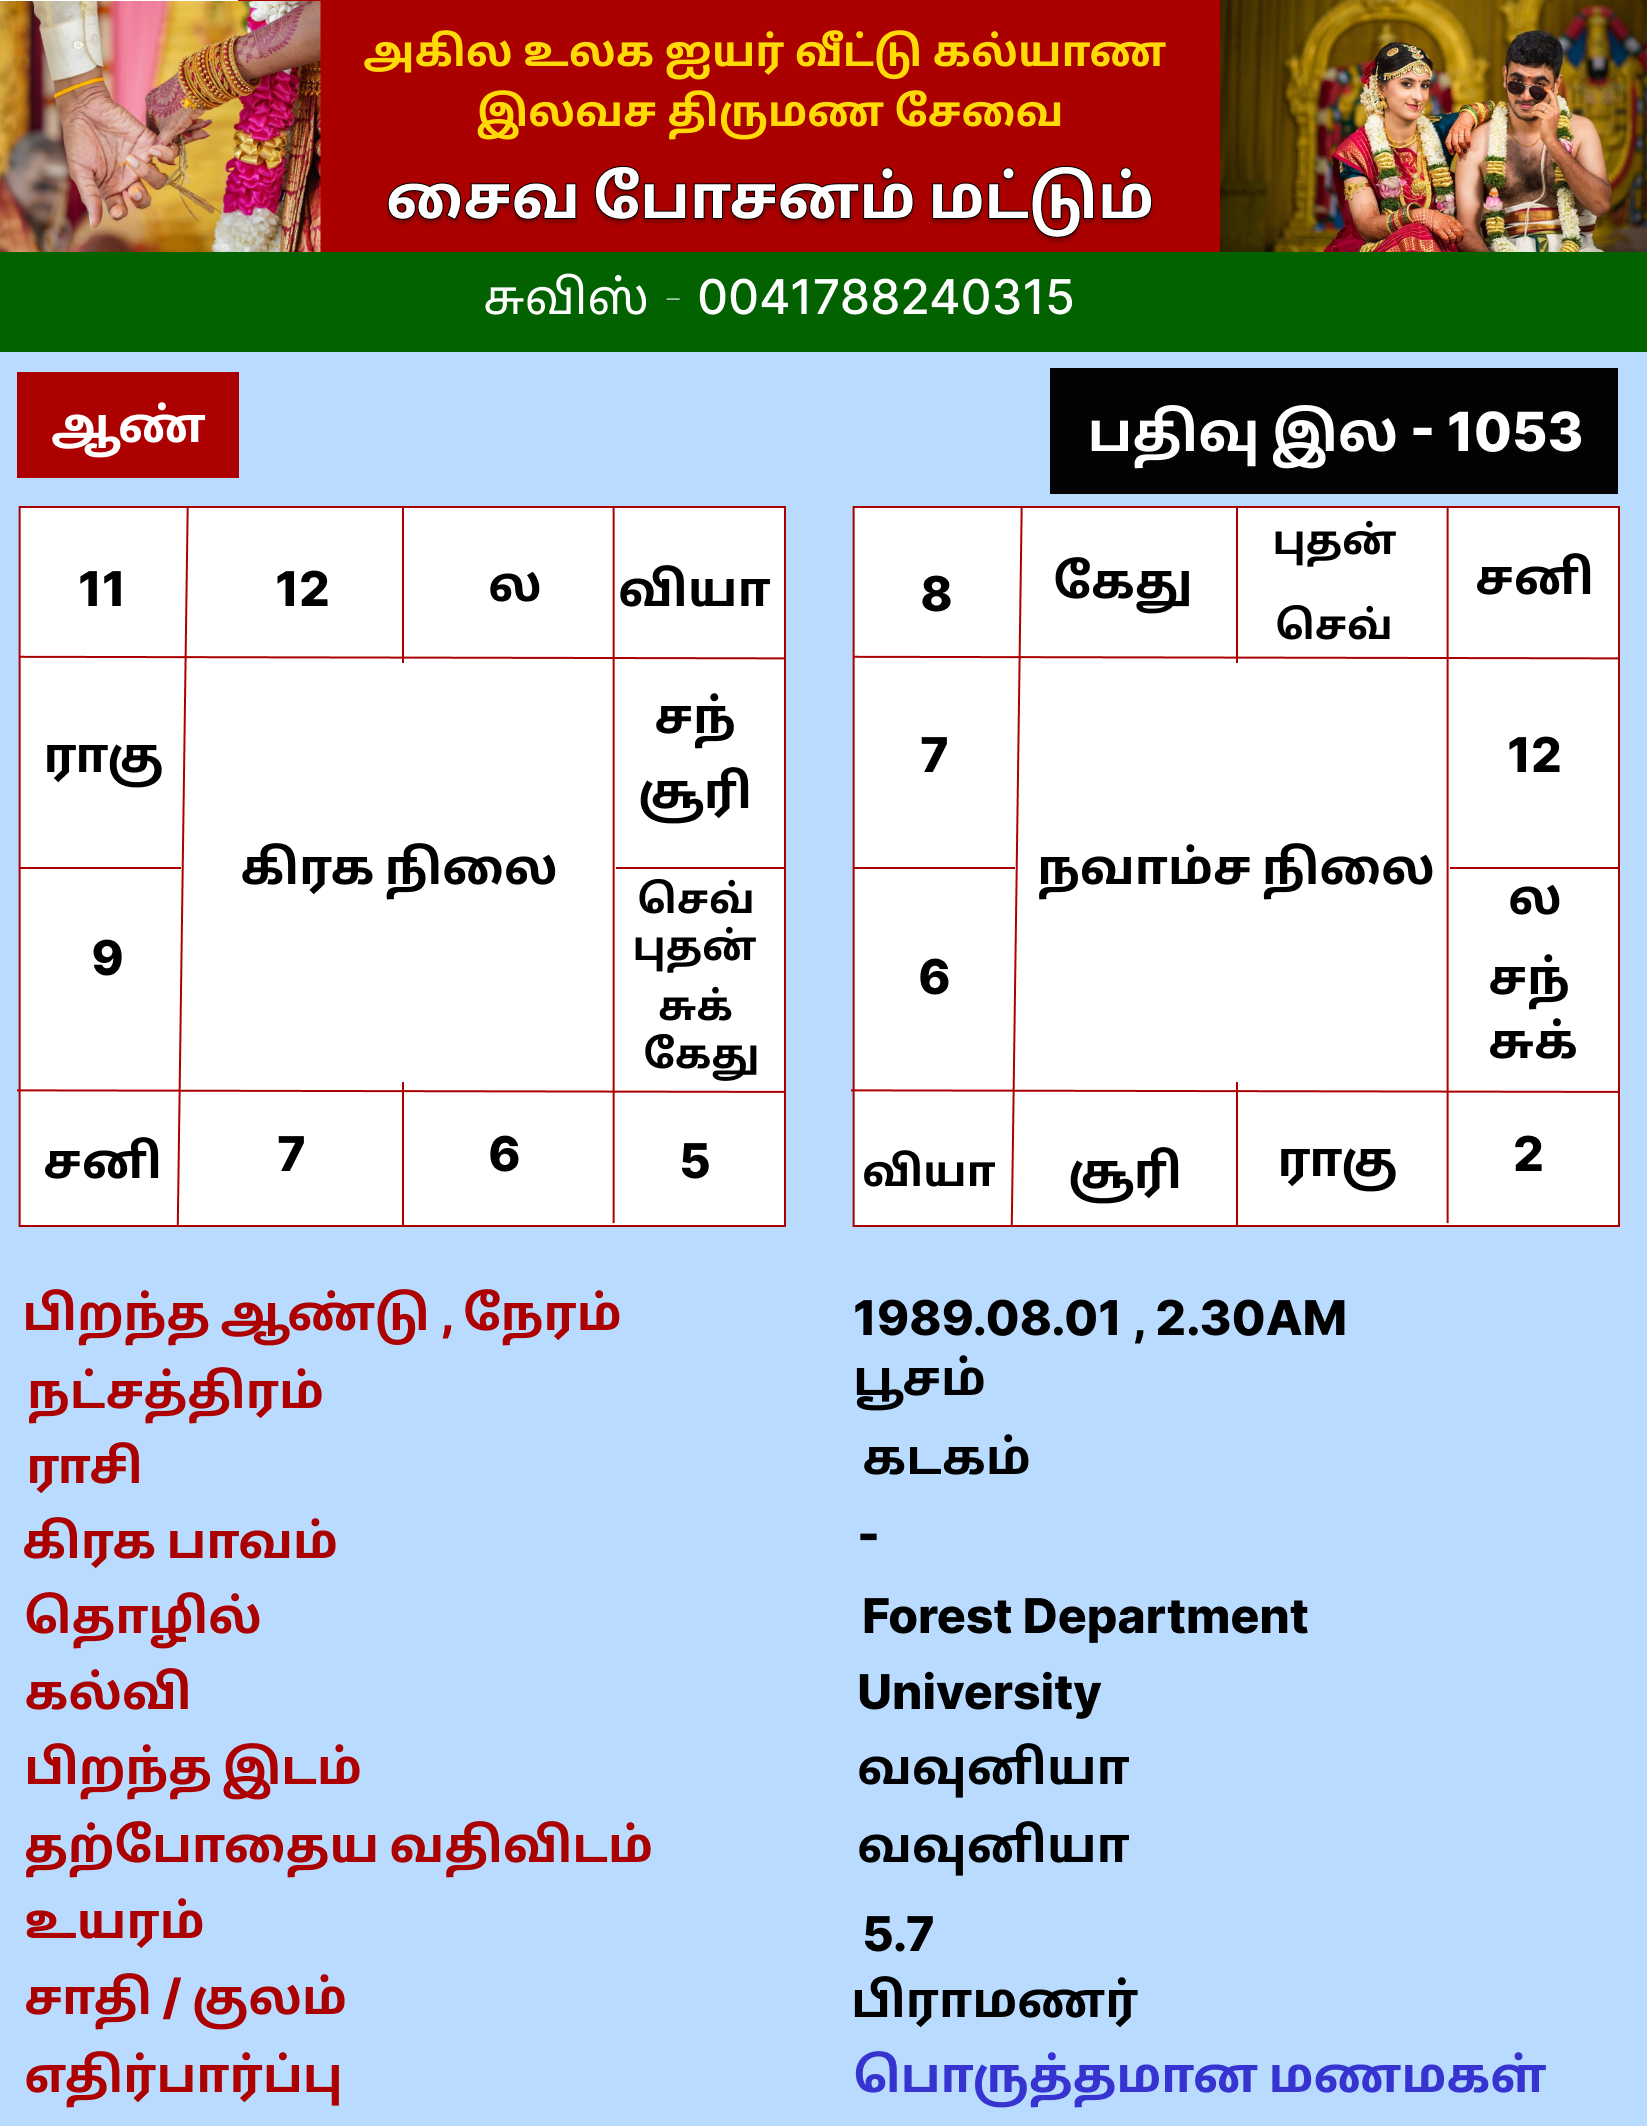 அகில உலக ஐயர் வீட்டு கல்யாண
இலவச திருமண சேவை
சைவ போசனம் மட்டும்
சுவிஸ் - 0041788240315
ஆண்
பதிவு இல - 1053
11
12
ல
வியா
ராகு
சந்
சூரி
கிரக நிலை
9
செவ்
புதன்
சுக்
கேது
சனி
7
6
5
8
கேது
புதன்
செவ்
சனி
7
12
நவாம்ச நிலை
6
ல
சந்
சுக்
வியா
சூரி
ராகு
2
பிறந்த ஆண்டு , நேரம் 1989.08.01 , 2.30AM
நட்சத்திரம் பூசம்
ராசி கடகம்
கிரக பாவம் -
தொழில் Forest Department
கல்வி University
பிறந்த இடம் வவுனியா
தற்போதைய வதிவிடம் வவுனியா
உயரம் 5.7
சாதி / குலம் பிராமணர்
எதிர்பார்ப்பு பொருத்தமான மணமகள்